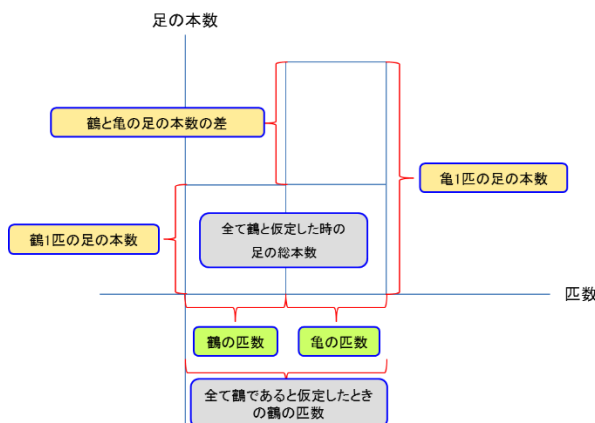 足の本数
鶴と亀の足の本数の差
亀1匹の足の本数
鶴1匹の足の本数
全て鶴と仮定した時の
足の総本数
匹数
鶴の匹数
亀の匹数
全て鶴であると仮定したとき
の鶴の匹数